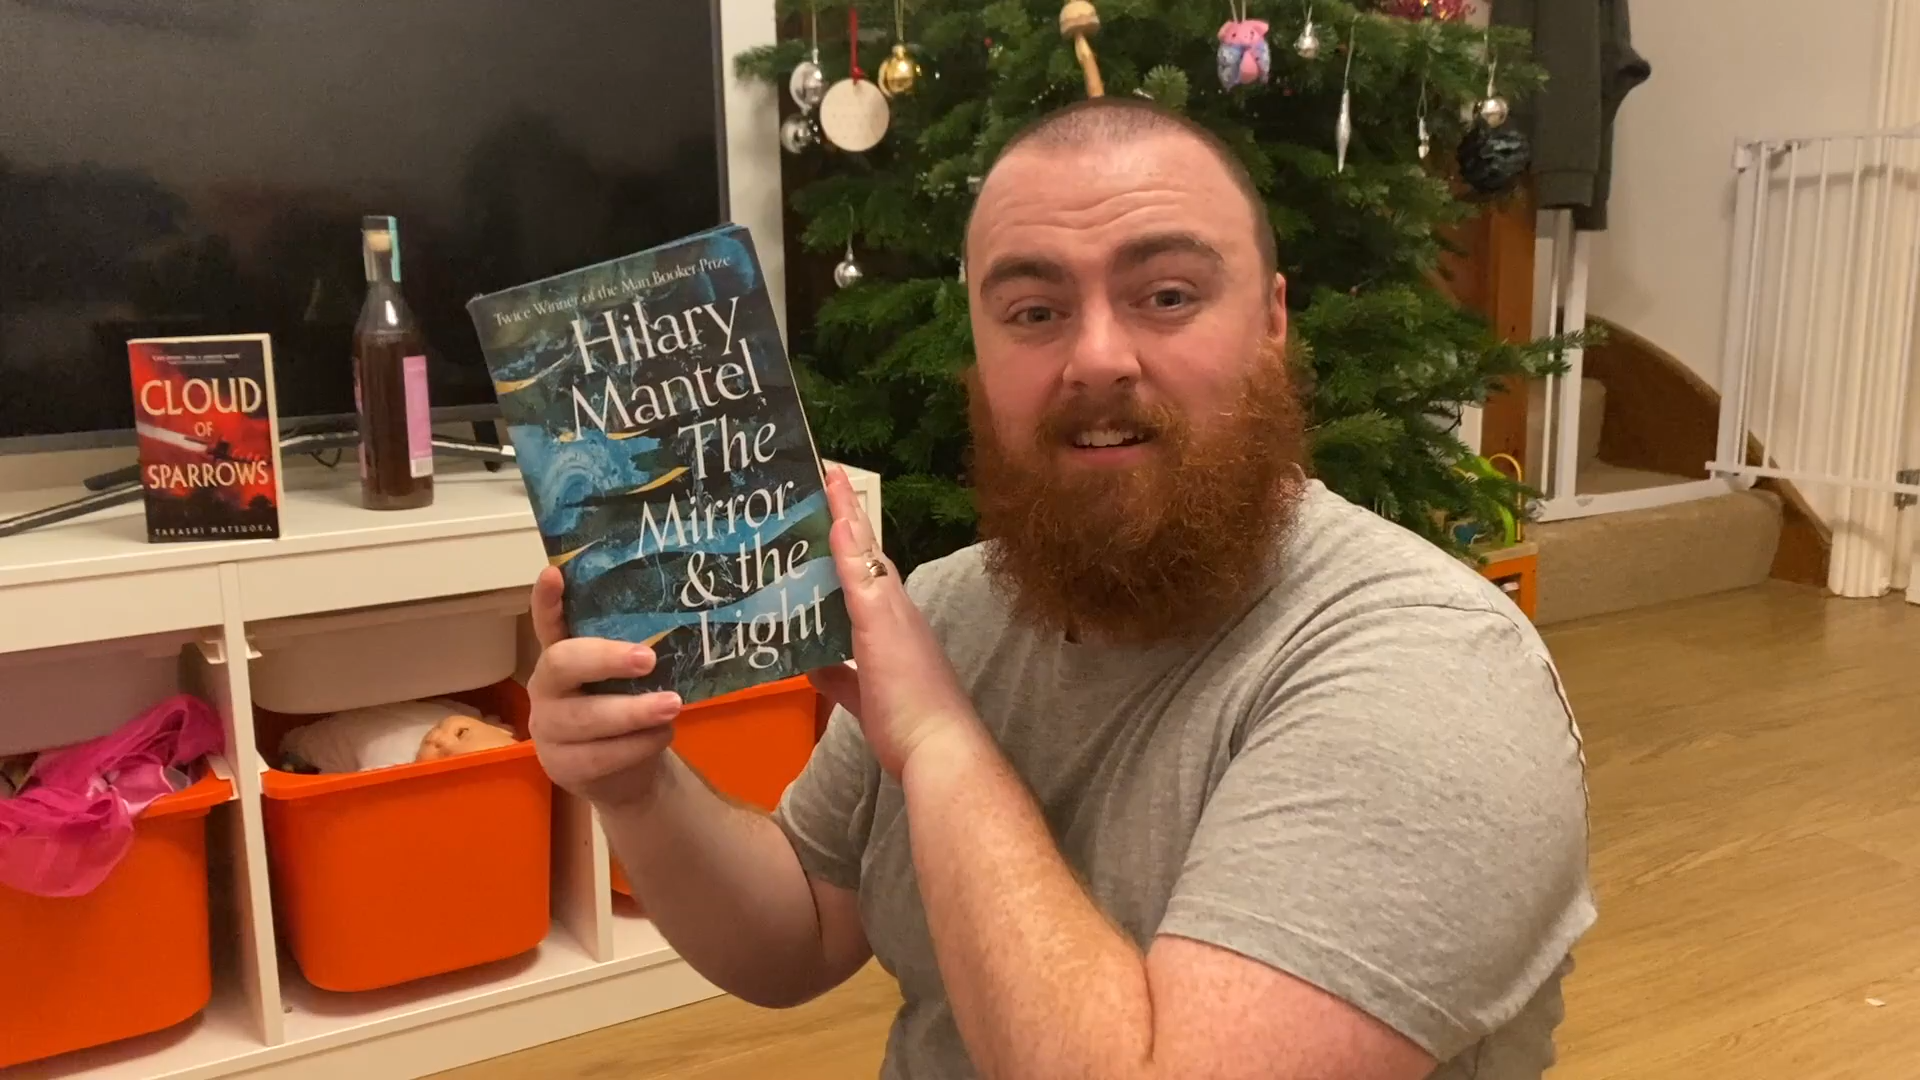 CLOUD
OF
SPARROWS
TAKASHI MATSUOKA
Twice Winner of the Man Booker Prize
Hilary
Mantel
The
Mirror
& the
Light